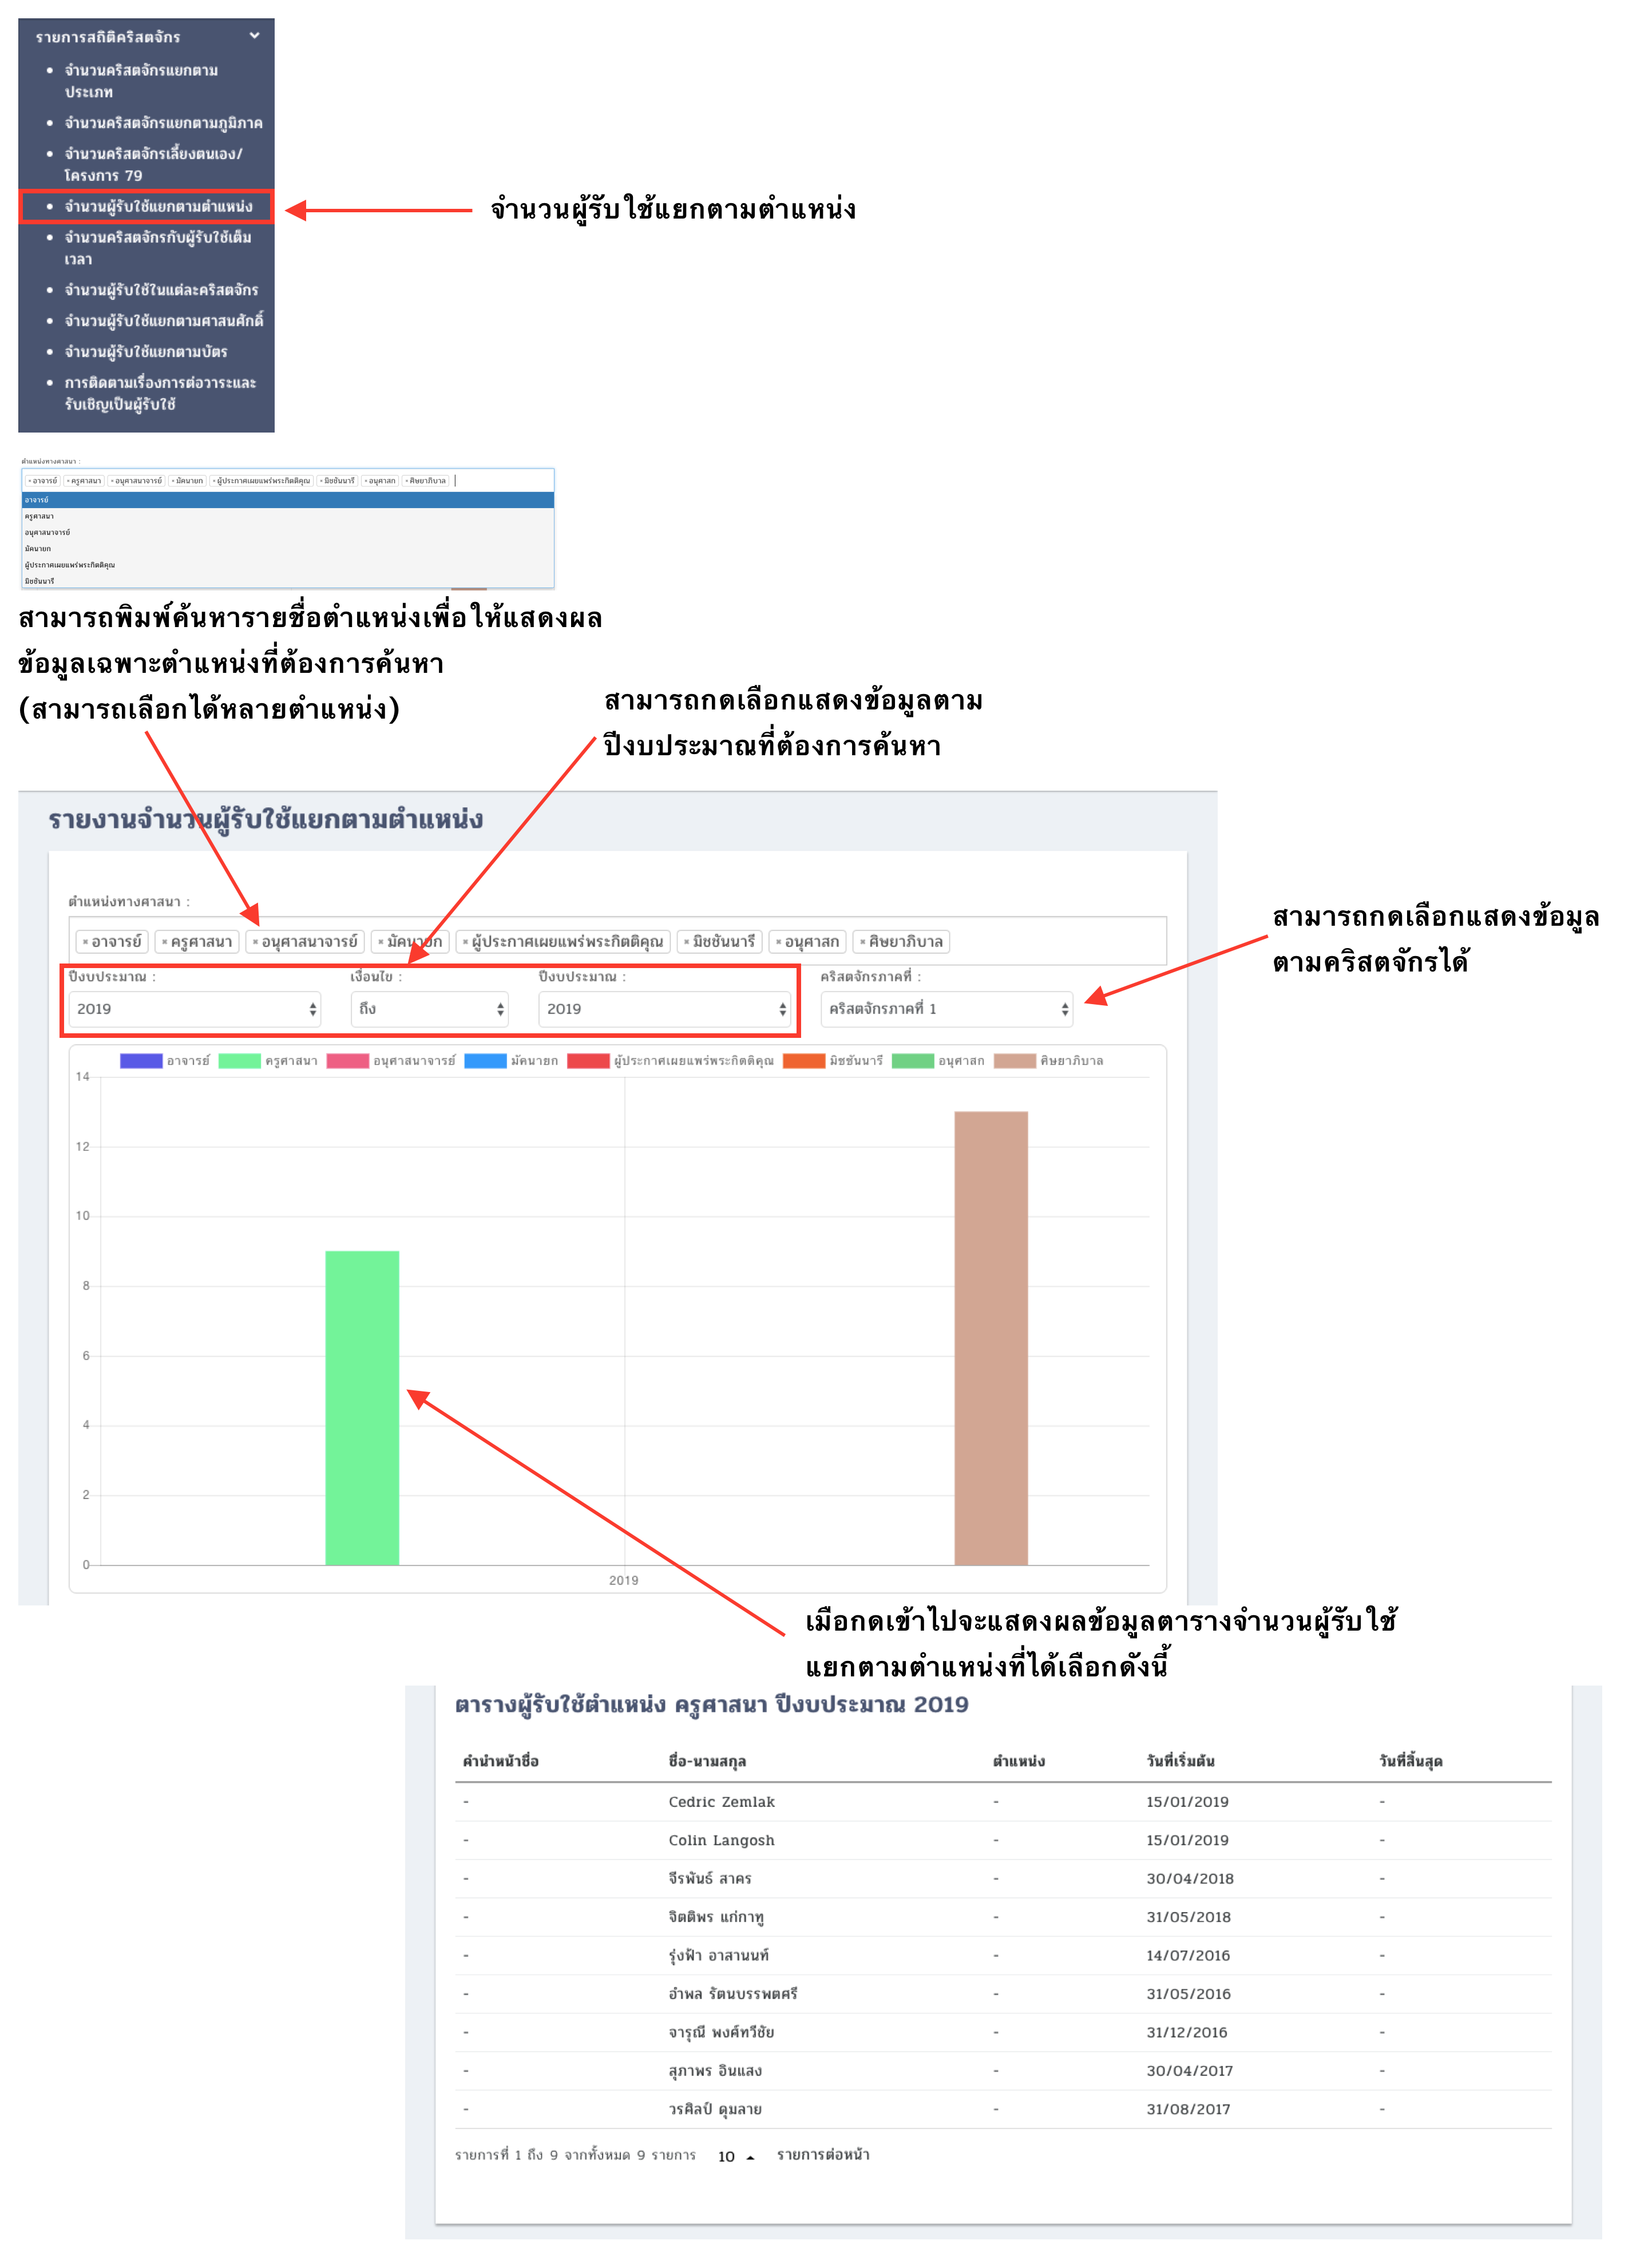 รายการสถิติคริสตจักร
จำนวนคริสตจักรแยกตาม
ประเภท
จำนวนคริสตจักรแยกตามภูมิภาค
จำนวนคริสตจักรเลี้ยงตนเอง/
โครงการ 79
จำนวนผู้รับใช้แยกตามตำแหน่ง
จำนวนผู้รับใช้แยกตามตำแหน่ง
จำนวนคริสตจักรกับผู้รับใช้เต็ม
เวลา
จำนวนผู้รับใช้ในแต่ละคริสตจักร
จำนวนผู้รับใช้แยกตามศาสนศักดิ์
จำนวนผู้รับใช้แยกตามบัตร
การติดตามเรื่องการต่อวาระและ
รับเชิญเป็นผู้รับใช้
ตำแหน่งทางศาสนา :
× อาจารย์ × ครูศาสนา × อนุศาสนาจารย์ × มัคนายก × ผู้ประกาศเผยแพร่พระกิตติคุณ × มิชชันนารี × อนุศาสก × ศิษยาภิบาล
อาจารย์
ครูศาสนา
อนุศาสนาจารย์
มัคนายก
ผู้ประกาศเผยแพร่พระกิตติคุณ
มิชชันนารี
สามารถพิมพ์ค้นหารายชื่อตำแหน่งเพื่อให้แสดงผล
ข้อมูลเฉพาะตำแหน่งที่ต้องการค้นหา
(สามารถเลือกได้หลายตำแหน่ง)
สามารถกดเลือกแสดงข้อมูลตาม
ปีงบประมาณที่ต้องการค้นหา
รายงานจำนวนผู้รับใช้แยกตามตำแหน่ง
ตำแหน่งทางศาสนา :
× อาจารย์ × ครูศาสนา × อนุศาสนาจารย์ × มัคนายก × ผู้ประกาศเผยแพร่พระกิตติคุณ × มิชชันนารี × อนุศาสก × ศิษยาภิบาล
สามารถกดเลือกแสดงข้อมูล
ตามคริสตจักรได้
ปีงบประมาณ : เงื่อนไข : ปีงบประมาณ : คริสตจักรภาคที่ :
2019 ถึง 2019 คริสตจักรภาคที่ 1
อาจารย์ ครูศาสนา อนุศาสนาจารย์ มัคนายก ผู้ประกาศเผยแพร่พระกิตติคุณ มิชชันนารี อนุศาสก ศิษยาภิบาล
14
12
10
8
6
4
2
0
2019
เมือกดเข้าไปจะแสดงผลข้อมูลตารางจำนวนผู้รับใช้
แยกตามตำแหน่งที่ได้เลือกดังนี้
ตารางผู้รับใช้ตำแหน่ง ครูศาสนา ปีงบประมาณ 2019
คำนำหน้าชื่อ ชื่อ-นามสกุล ตำแหน่ง วันที่เริ่มต้น วันที่สิ้นสุด
- Cedric Zemlak - 15/01/2019 -
- Colin Langosh - 15/01/2019 -
- จีรพันธ์ สาคร - 30/04/2018 -
- จิตติพร แก่กาทู - 31/05/2018 -
- รุ่งฟ้า อาสานนท์ - 14/07/2016 -
- อำพล รัตนบรรพตศรี - 31/05/2016 -
- จารุณี พงศ์ทวีชัย - 31/12/2016 -
- สุภาพร อินแสง - 30/04/2017 -
- วรศิลป์ ดุมลาย - 31/08/2017 -
รายการที่ 1 ถึง 9 จากทั้งหมด 9 รายการ 10 รายการต่อหน้า